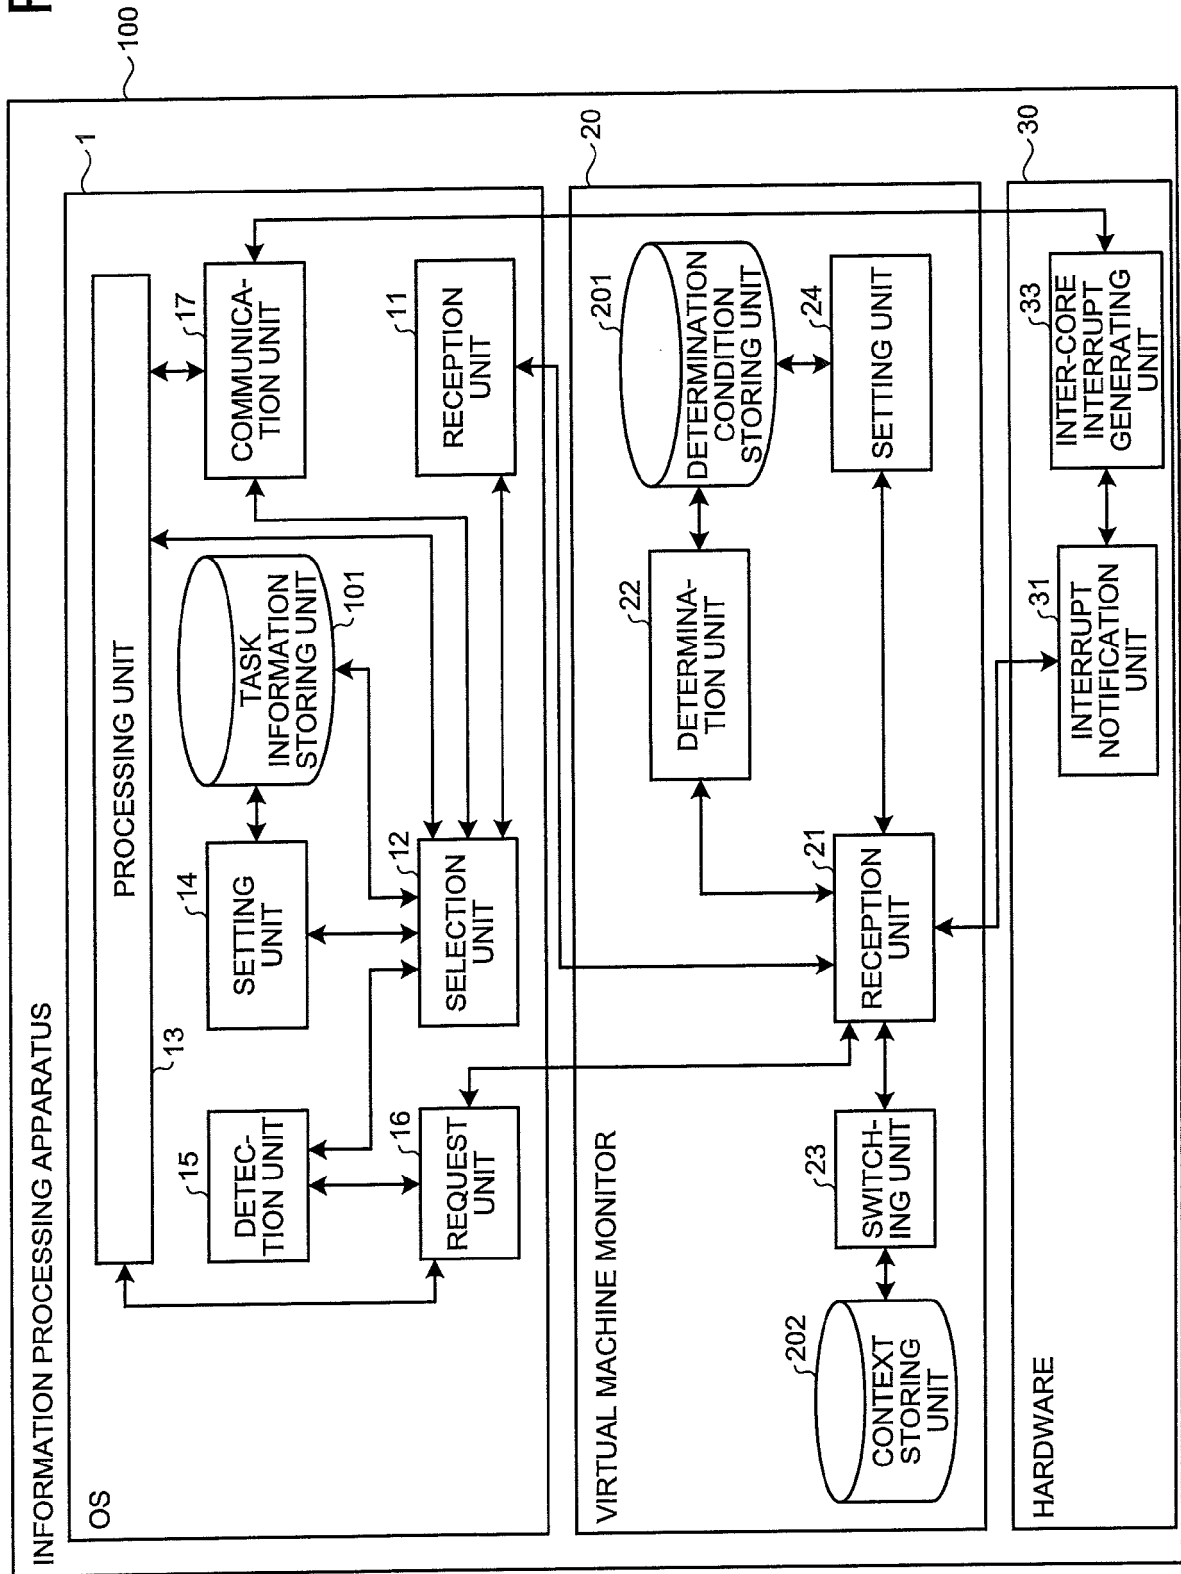 F
INFORMATION PROCESSING APPARATUS
100
OS
1
PROCESSING UNIT
13
15
DETEC-
TION UNIT
14
SETTING
UNIT
TASK
INFORMATION
STORING UNIT
101
17
COMMUNICA-
TION UNIT
16
REQUEST
UNIT
12
SELECTION
UNIT
11
RECEPTION
UNIT
VIRTUAL MACHINE MONITOR
20
22
DETERMINA-
TION UNIT
201
DETERMINATION
CONDITION
STORING UNIT
202
CONTEXT
STORING
UNIT
23
SWITCH-
ING UNIT
21
RECEPTION
UNIT
24
SETTING UNIT
HARDWARE
30
31
INTERRUPT
NOTIFICATION
UNIT
33
INTER-CORE
INTERRUPT
GENERATING
UNIT